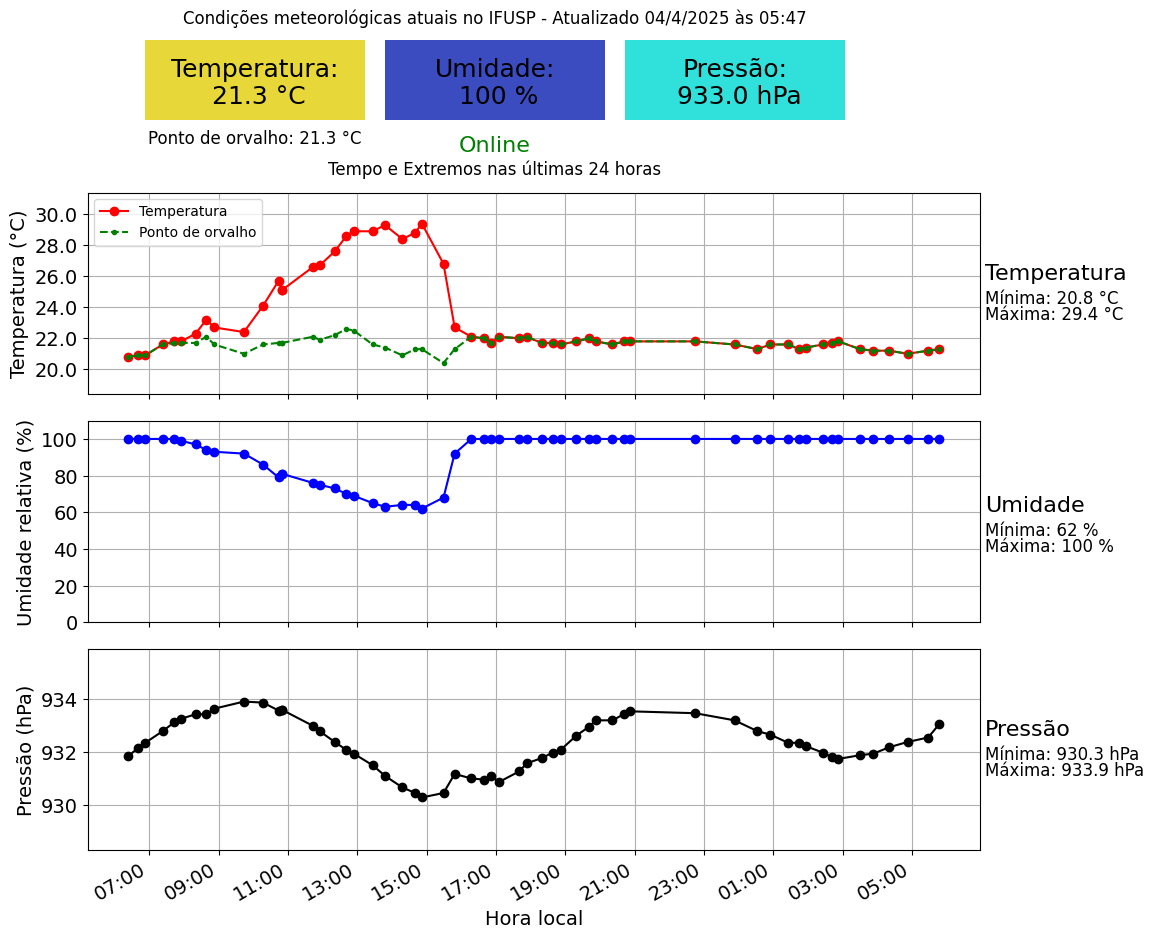 Condições meteorológicas atuais no IFUSP - Atualizado 04/4/2025 às 05:47
Temperatura:
21.3 °C
Umidade:
100 %
Pressão:
933.0 hPa
Ponto de orvalho: 21.3 °C
Online
Tempo e Extremos nas últimas 24 horas
Temperatura (°C)
30.0
28.0
26.0
24.0
22.0
20.0
Temperatura
Ponto de orvalho
Temperatura
Mínima: 20.8 °C
Máxima: 29.4 °C
Umidade relativa (%)
100
80
60
40
20
0
Umidade
Mínima: 62 %
Máxima: 100 %
Pressão (hPa)
934
932
930
Pressão
Mínima: 930.3 hPa
Máxima: 933.9 hPa
07:00 09:00 11:00 13:00 15:00 17:00 19:00 21:00 23:00 01:00 03:00 05:00
Hora local